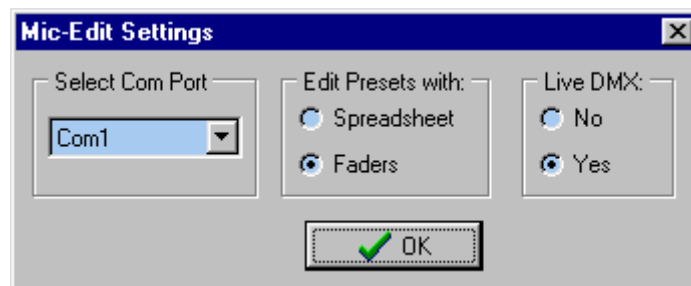 Mic-Edit Settings
Select Com Port
Com1
Edit Presets with:
Spreadsheet
Faders
Live DMX:
No
Yes
OK